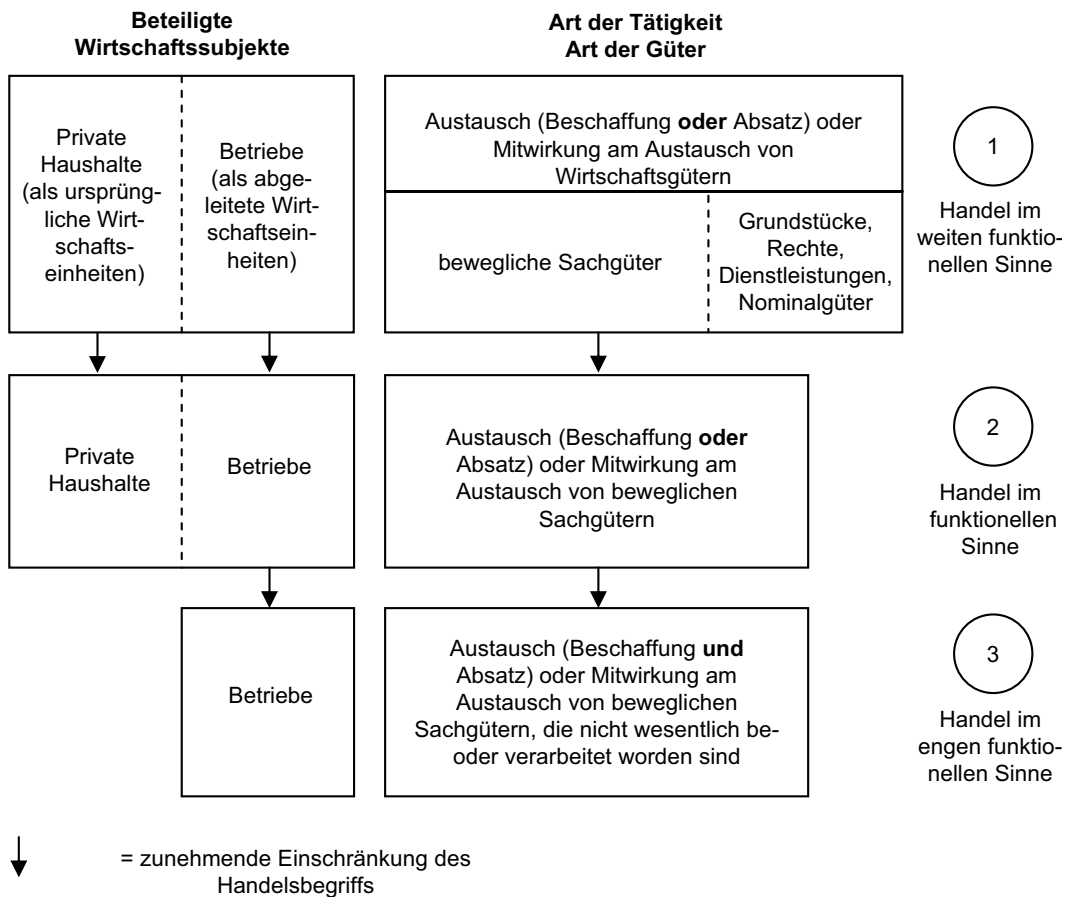 Beteiligte
Wirtschaftssubjekte
Art der Tätigkeit
Art der Güter
Private
Haushalte
(als ursprüng-
liche Wirt-
schafts-
einheiten)
Betriebe
(als abge-
leitete Wirt-
schaftsein-
heiten)
Austausch (Beschaffung oder Absatz) oder
Mitwirkung am Austausch von
Wirtschaftsgütern
bewegliche Sachgüter
Grundstücke,
Rechte,
Dienstleistungen,
Nominalgüter
1
Handel im
weiten funktio-
nellen Sinne
Private
Haushalte
Betriebe
Austausch (Beschaffung oder
Absatz) oder Mitwirkung am
Austausch von beweglichen
Sachgütern
2
Handel im
funktionellen
Sinne
Betriebe
Austausch (Beschaffung und
Absatz) oder Mitwirkung am
Austausch von beweglichen
Sachgütern, die nicht wesentlich be-
oder verarbeitet worden sind
3
Handel im
engen funktio-
nellen Sinne
= zunehmende Einschränkung des
Handelsbegriffs